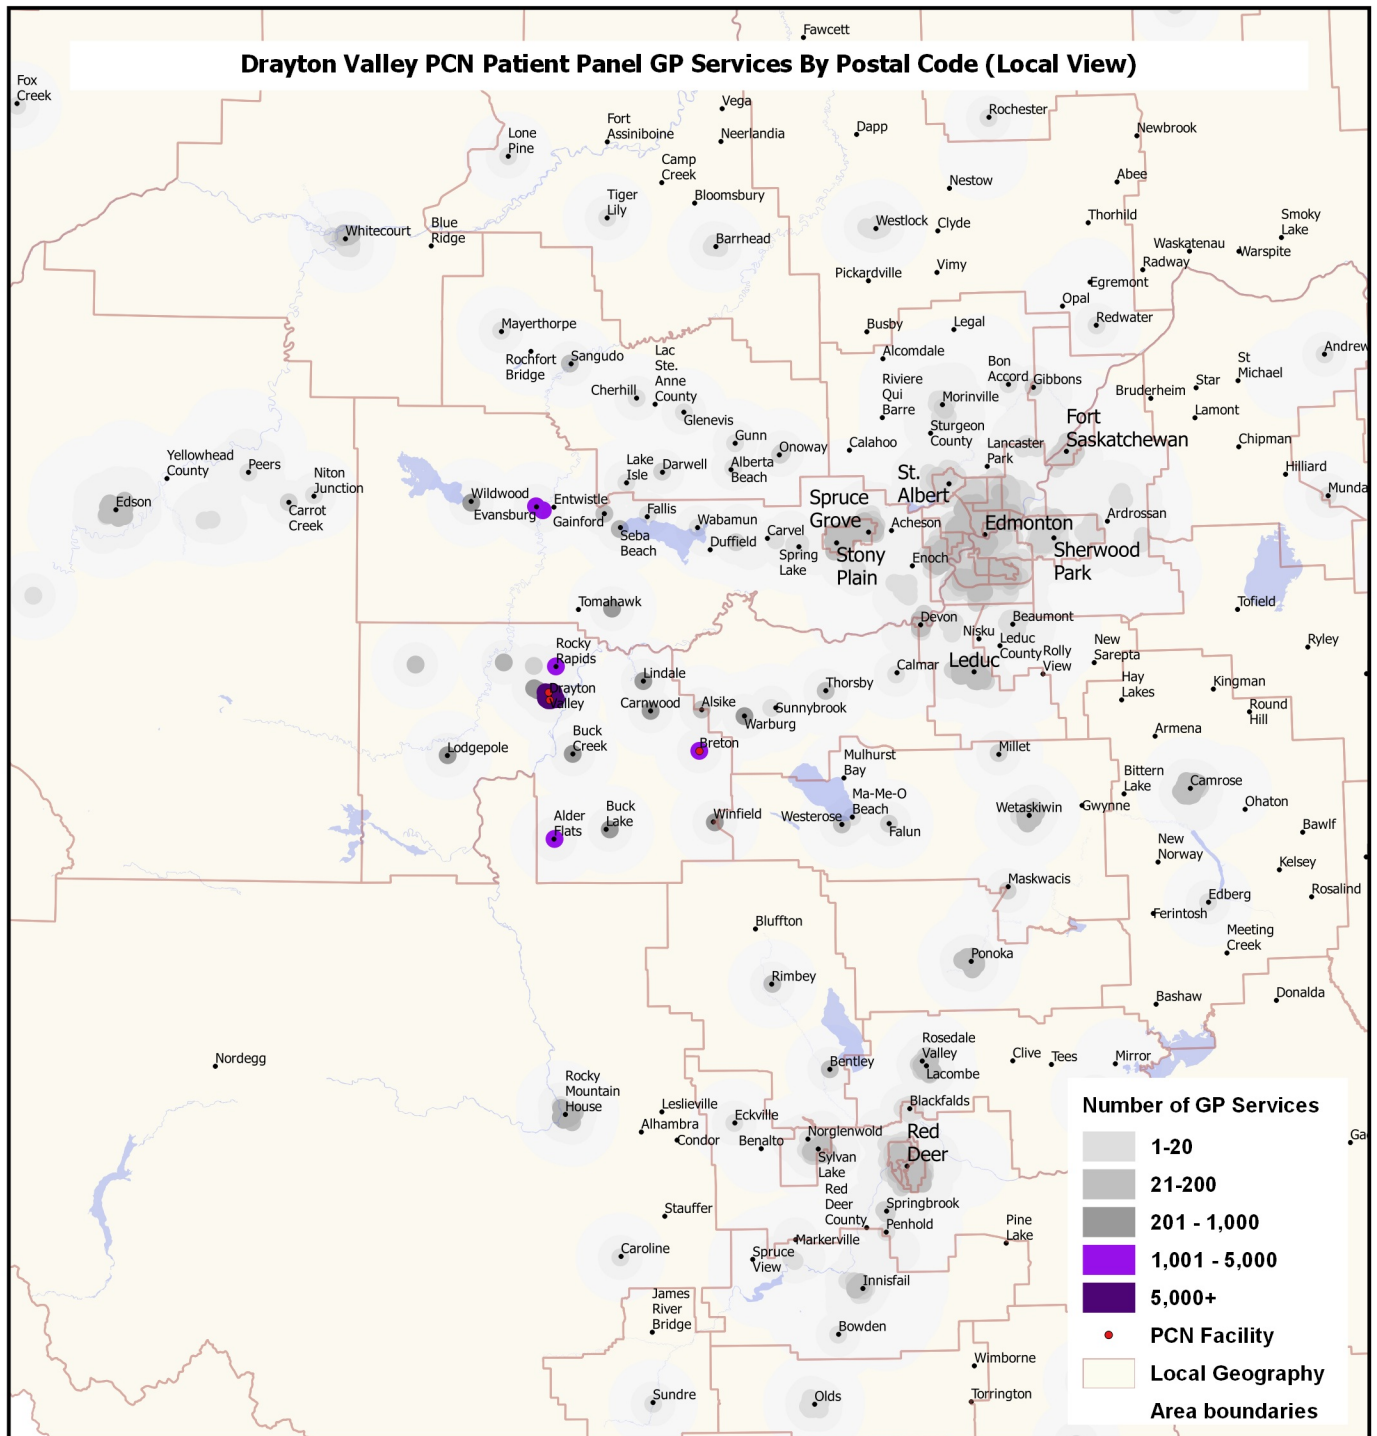 Fawcett
Drayton Valley PCN Patient Panel GP Services By Postal Code (Local View)
Fox
Creek
Vega
Rochester
Fort
Assiniboine
Neerlandia
Dapp
Newbrook
Lone
Pine
Camp
Creek
Abee
Nestow
Bloomsbury
Tiger
Lily
Westlock
Clyde
Thorhild
Smoky
Lake
Whitecourt
Blue
Ridge
Barrhead
Waskatenau
Warspite
Radway
Pickardville
Vimy
Egremont
Opal
Redwater
Mayerthorpe
Busby
Legal
Rochfort
Bridge
Sangudo
Lac
Ste.
Anne
County
Alcomdale
Andrew
Bon
Accord
Gibbons
St
Michael
Cherhill
Riviere
Qui
Barre
Morinville
Bruderheim
Star
Lamont
Glenevis
Fort
Saskatchewan
Gunn
Onoway
Calahoo
Sturgeon
County
Lancaster
Park
Chipman
Yellowhead
County
Peers
Niton
Junction
Lake
Isle
Darwell
Alberta
Beach
St.
Albert
Hilliard
Edson
Carrot
Creek
Wildwood
Evansburg
Entwistle
Gainford
Fallis
Seba
Beach
Wabamun
Duffield
Carvel
Spring
Lake
Spruce
Grove
Stony
Plain
Acheson
Enoch
Edmonton
Ardrossan
Munda
Sherwood
Park
Tomahawk
Devon
Beaumont
Tofield
Nisku
Leduc
County
Rolly
View
New
Sarepta
Ryley
Rocky
Rapids
Lindale
Calmar
Leduc
Hay
Lakes
Kingman
Drayton
Valley
Carnwood
Alsike
Thorsby
Sunnybrook
Warburg
Round
Hill
Armena
Lodgepole
Buck
Creek
Breton
Mulhurst
Bay
Millet
Bittern
Lake
Camrose
Ma-Me-O
Beach
Westerose
Falun
Wetaskiwin
Gwynne
Ohaton
Alder
Flats
Buck
Lake
Winfield
Bawlf
New
Norway
Kelsey
Maskwacis
Edberg
Rosalind
Ferintosh
Bluffton
Meeting
Creek
Ponoka
Rimbey
Bashaw
Donalda
Nordegg
Bentley
Rosedale
Valley
Lacombe
Clive
Tees
Mirror
Rocky
Mountain
House
Leslieville
Alhambra
Condor
Eckville
Benalto
Blackfalds
Norglenwold
Sylvan
Lake
Red
Deer
Red
Deer
County
Springbrook
Penhold
Stauffer
Pine
Lake
Caroline
Markerville
Spruce
View
Innisfail
James
River
Bridge
Bowden
Wimborne
Torrington
Sundre
Olds
Number of GP Services
1-20
21-200
201 - 1,000
1,001 - 5,000
5,000+
PCN Facility
Local Geography
Area boundaries
Ga